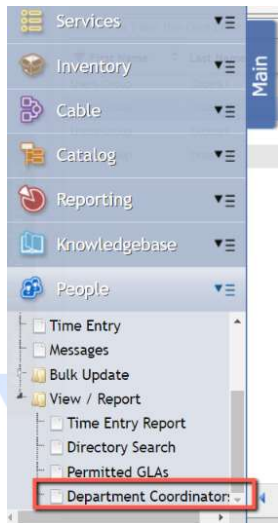 Services
Main
Inventory
Cable
Catalog
Reporting
Knowledgebase
People
Time Entry
Messages
Bulk Update
View / Report
Time Entry Report
Directory Search
Permitted GLAs
Department Coordinators